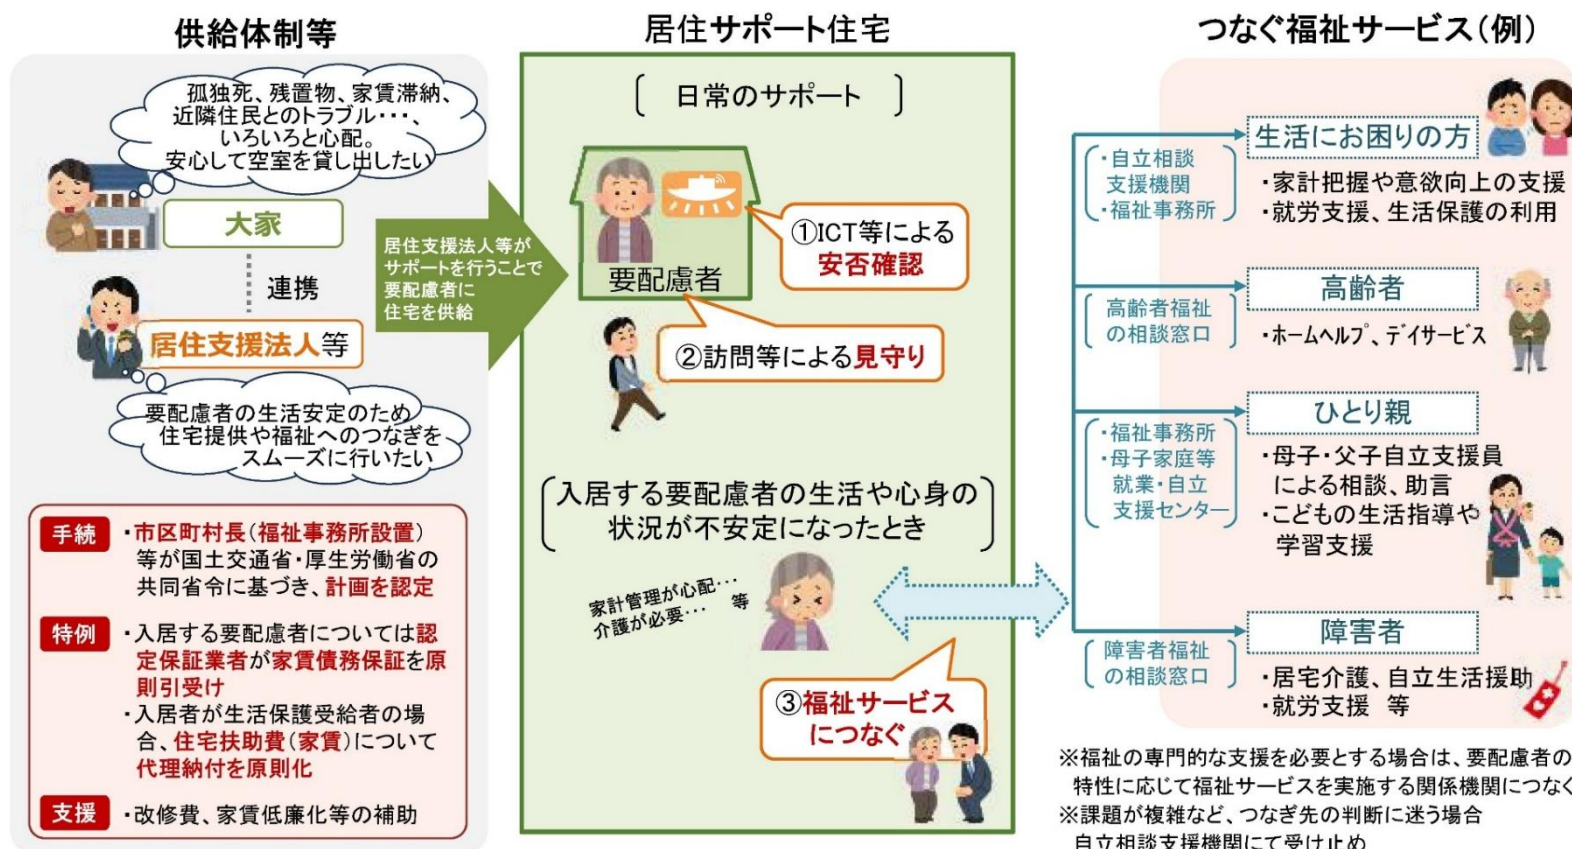 供給体制等
孤独死、残置物、家賃滞納、
近隣住民とのトラブル・・・、
いろいろと心配。
安心して空室を貸し出したい
大家
連携
居住支援法人等
要配慮者の生活安定のため
住宅提供や福祉へのつなぎを
スムーズに行いたい
手続
・市区町村長(福祉事務所設置)
等が国土交通省・厚生労働省の
共同省令に基づき、計画を認定
特例
・入居する要配慮者については認
定保証業者が家賃債務保証を原
則引受け
・入居者が生活保護受給者の場
合、住宅扶助費(家賃)について
代理納付を原則化
支援
・改修費、家賃低廉化等の補助
居住支援法人等が
サポートを行うことで
要配慮者に
住宅を供給
居住サポート住宅
日常のサポート
要配慮者
①ICT等による
安否確認
②訪問等による見守り
入居する要配慮者の生活や心身の
状況が不安定になったとき
家計管理が心配・・・
介護が必要・・・ 等
③福祉サービス
につなぐ
つなぐ福祉サービス(例)
・自立相談
支援機関
・福祉事務所
生活にお困りの方
・家計把握や意欲向上の支援
・就労支援、生活保護の利用
高齢者福祉
の相談窓口
高齢者
・ホームヘルプ、デイサービス
・福祉事務所
・母子家庭等
就業・自立
支援センター
ひとり親
・母子・父子自立支援員
による相談、助言
・こどもの生活指導や
学習支援
障害者福祉
の相談窓口
障害者
・居宅介護、自立生活援助
・就労支援 等
※福祉の専門的な支援を必要とする場合は、要配慮者の
特性に応じて福祉サービスを実施する関係機関につなぐ
※課題が複雑など、つなぎ先の判断に迷う場合
自立相談支援機関にて受け止め